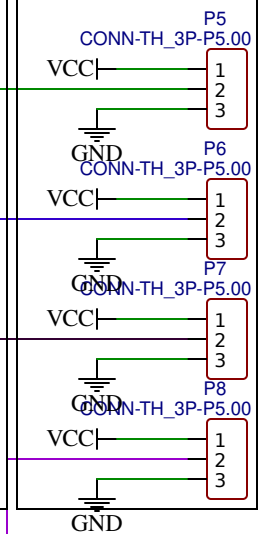 P5
CONN-TH_3P-P5.00
VCC
1
2
3
GND
P6
CONN-TH_3P-P5.00
VCC
1
2
3
GND
P7
CONN-TH_3P-P5.00
VCC
1
2
3
GND
P8
CONN-TH_3P-P5.00
VCC
1
2
3
GND